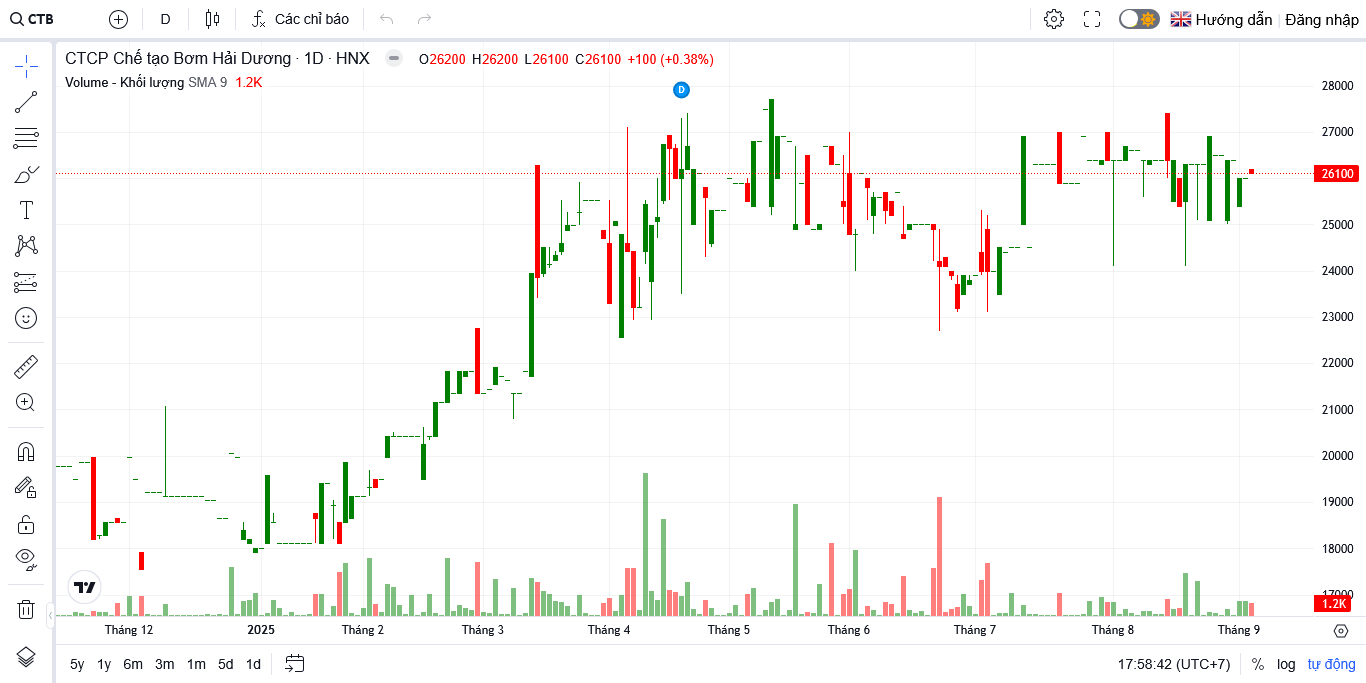 CTB D Các chỉ báo Hướng dẫn Đăng nhập
CTCP Chế tạo Bơm Hải Dương · 1D · HNX O26200 H26200 L26100 C26100 +100 (+0.38%)
Volume - Khối lượng SMA 9 1.2K
D
28000
27000
26100
25000
24000
23000
22000
21000
20000
19000
18000
17000
1.2K
Tháng 12 2025 Tháng 2 Tháng 3 Tháng 4 Tháng 5 Tháng 6 Tháng 7 Tháng 8 Tháng 9
5y 1y 6m 3m 1m 5d 1d 17:58:42 (UTC+7) % log tự động